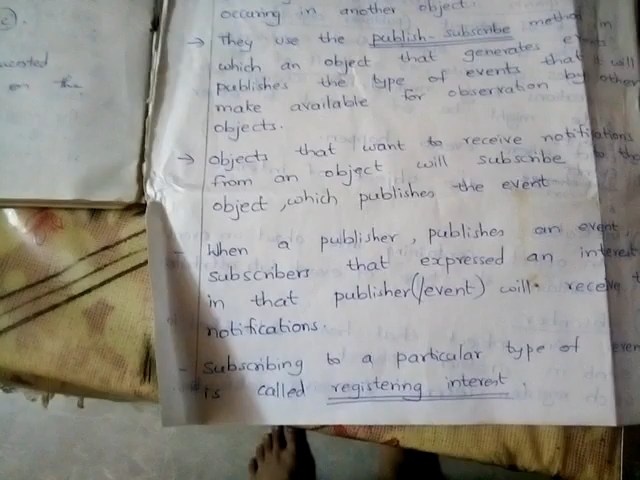 c).
on the
occuring in another object.
→ They use the publish-subscribe method in
which an object that generates events
publishes the type of events that it will
make available for observation by other
objects.
→ objects that want to receive notifications
from an object will subscribe to the
object, which publishes the event
- When a publisher, publishes an event,
subscribers that expressed an interest
in that publisher(/event) will receive
notifications.
- Subscribing to a particular type of even
is called registering interest.